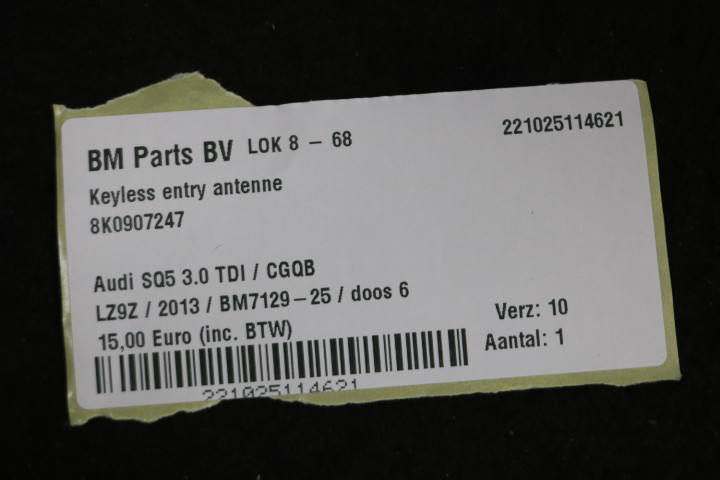 BM Parts BV LOK 8 – 68
221025114621
Keyless entry antenne
8K0907247
Audi SQ5 3.0 TDI / CGQB
LZ9Z / 2013 / BM7129–25 / doos 6
15,00 Euro (inc. BTW)
Verz: 10
Aantal: 1
221025114621